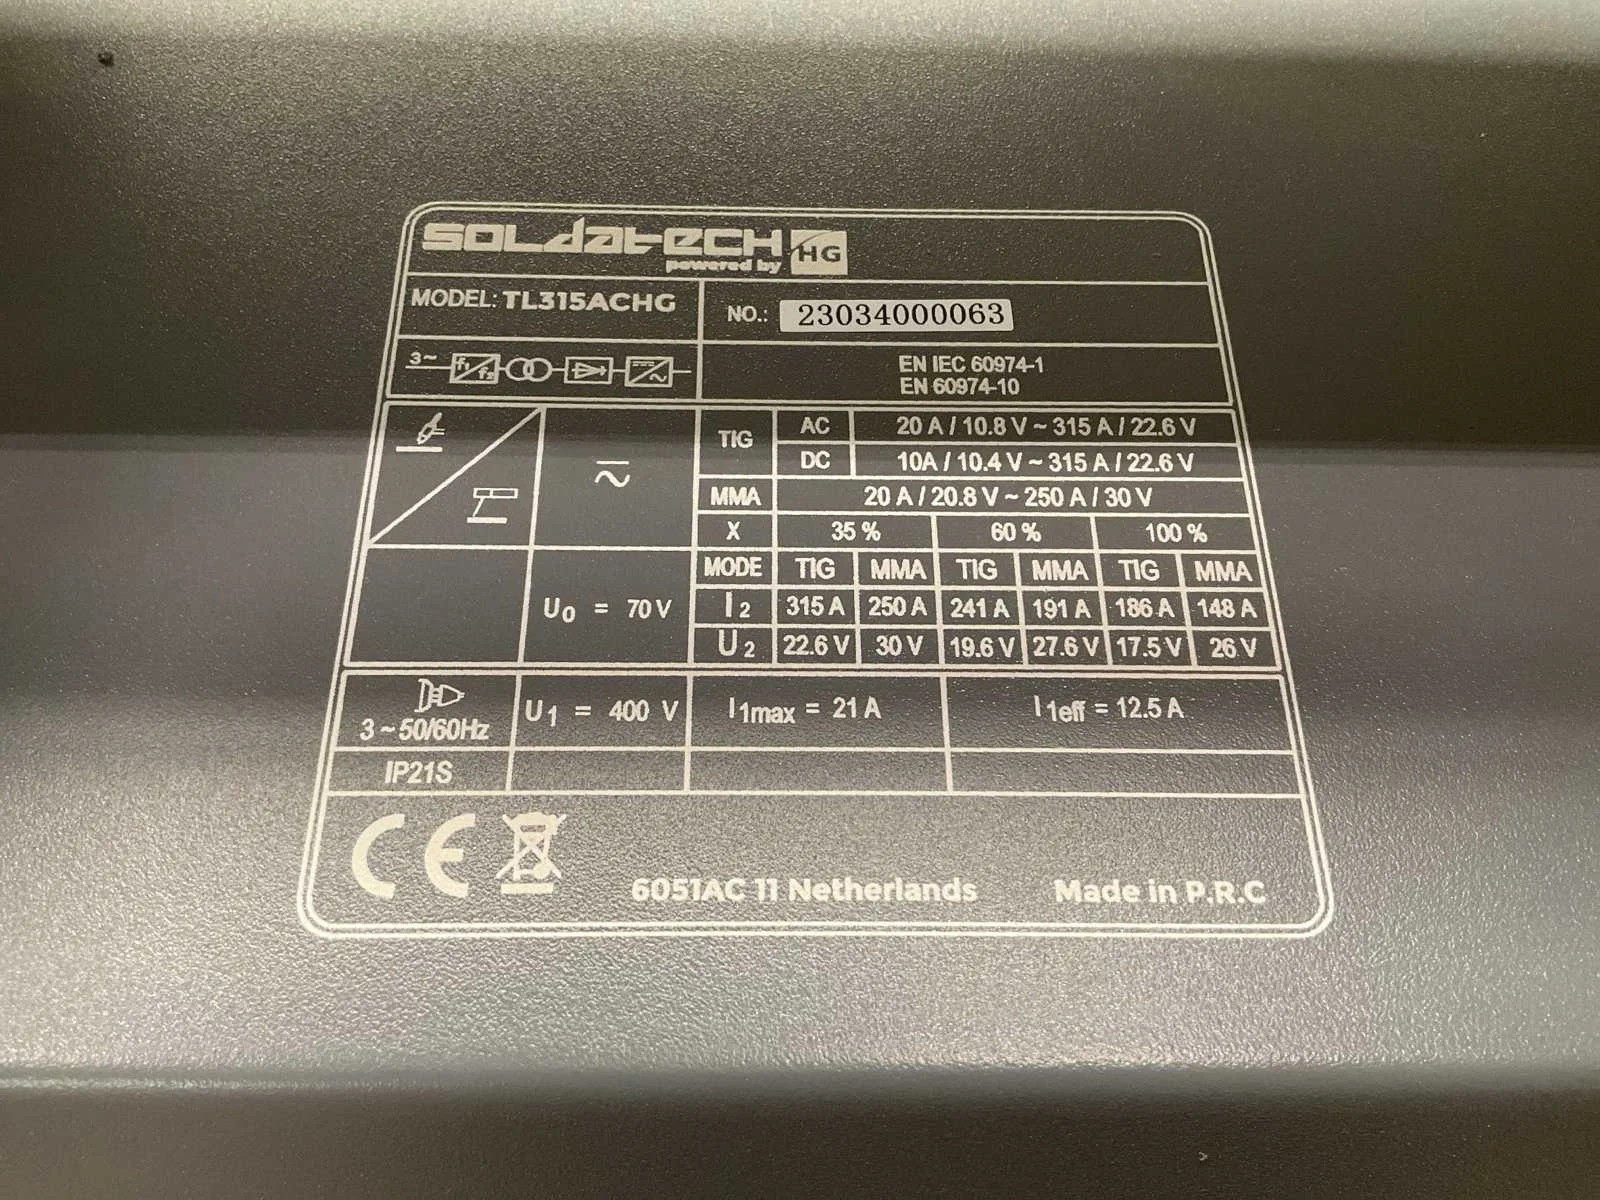 SOLDATECH
powered by HG
MODEL: TL315ACHG
NO.: 23034000063
3~ f₁ f₂
EN IEC 60974-1
EN 60974-10
TIG AC 20 A / 10.8 V ~ 315 A / 22.6 V
DC 10A / 10.4 V ~ 315 A / 22.6 V
MMA 20 A / 20.8 V ~ 250 A / 30 V
X 35 % 60 % 100 %
MODE TIG MMA TIG MMA TIG MMA
I₂ 315 A 250 A 241 A 191 A 186 A 148 A
U₀ = 70 V
U₂ 22.6 V 30 V 19.6 V 27.6 V 17.5 V 26 V
3 ~ 50/60Hz
U₁ = 400 V
I₁max = 21 A
I₁eff = 12.5 A
IP21S
CE
6051AC 11 Netherlands
Made in P.R.C